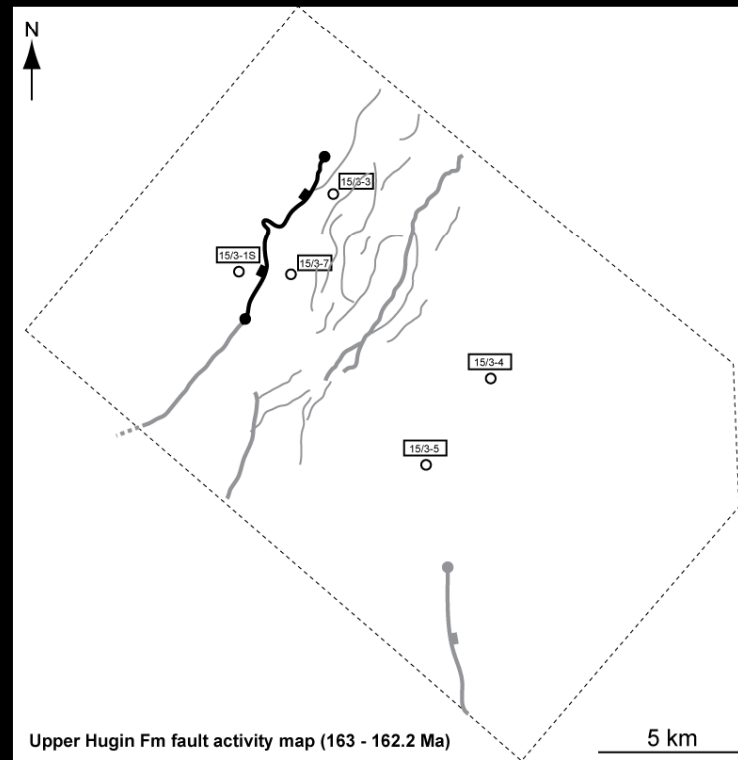 N
15/3-3
15/3-1S
15/3-7
15/3-4
15/3-5
Upper Hugin Fm fault activity map (163 - 162.2 Ma)
5 km